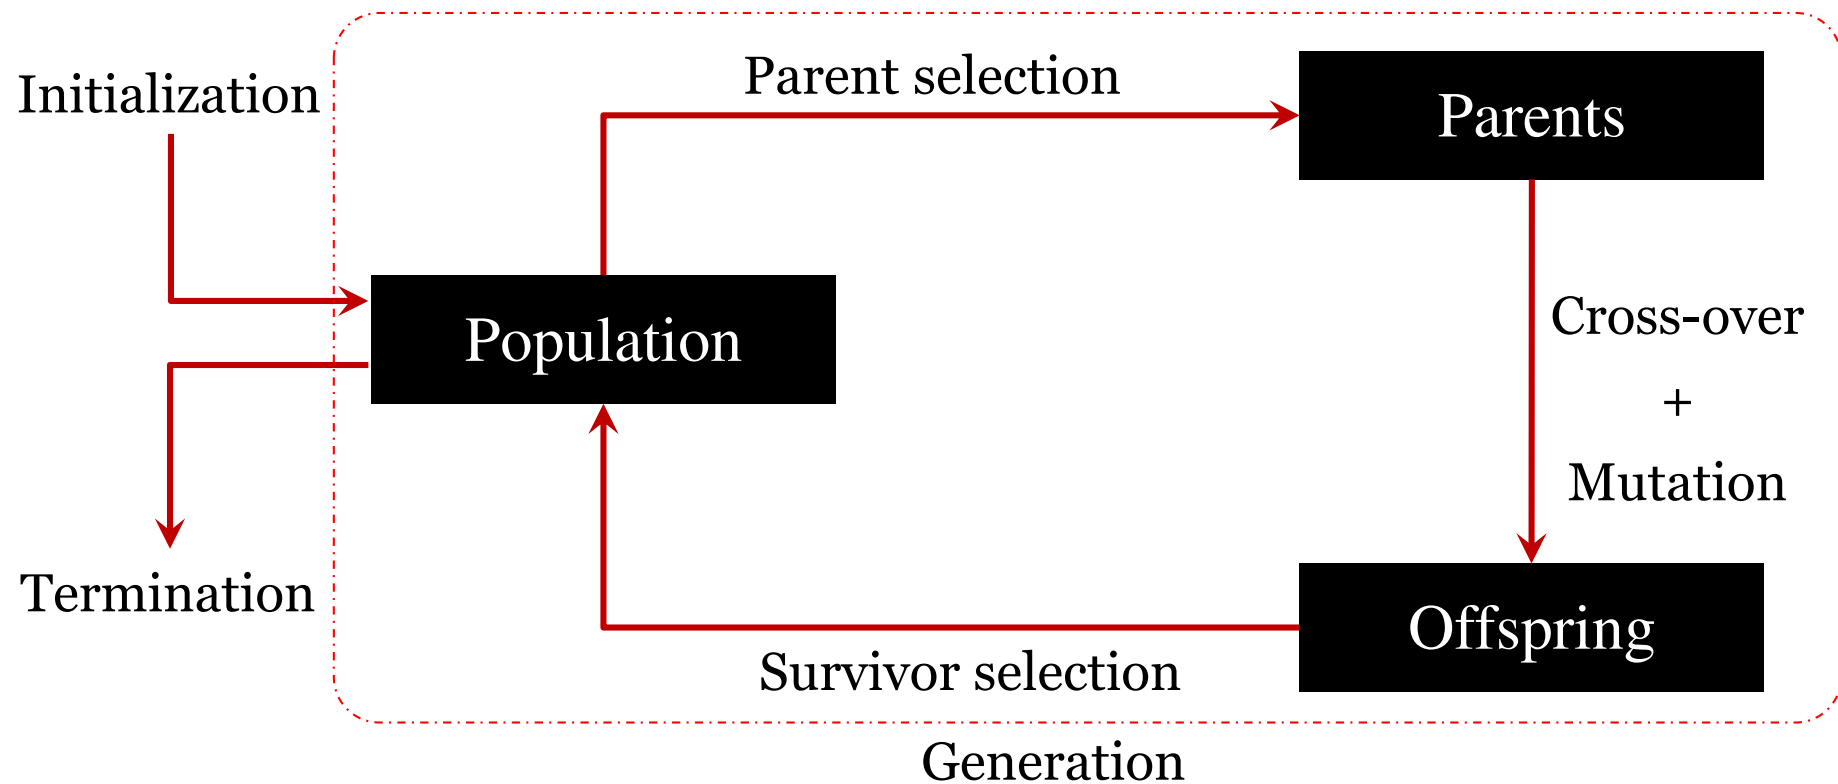 Initialization
Parent selection
Parents
Population
Cross-over
+
Mutation
Termination
Offspring
Survivor selection
Generation